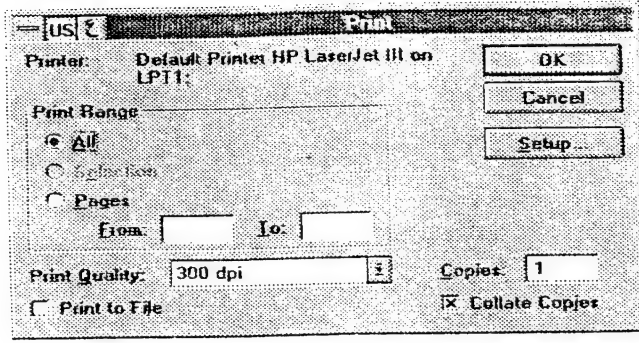 US ع Print
Printer: Default Printer HP LaserJet III on
LPT1:
OK
Cancel
Setup...
Print Range
All
Selection
Pages
From: To:
Print Quality: 300 dpi
Copies: 1
Print to File
Collate Copies